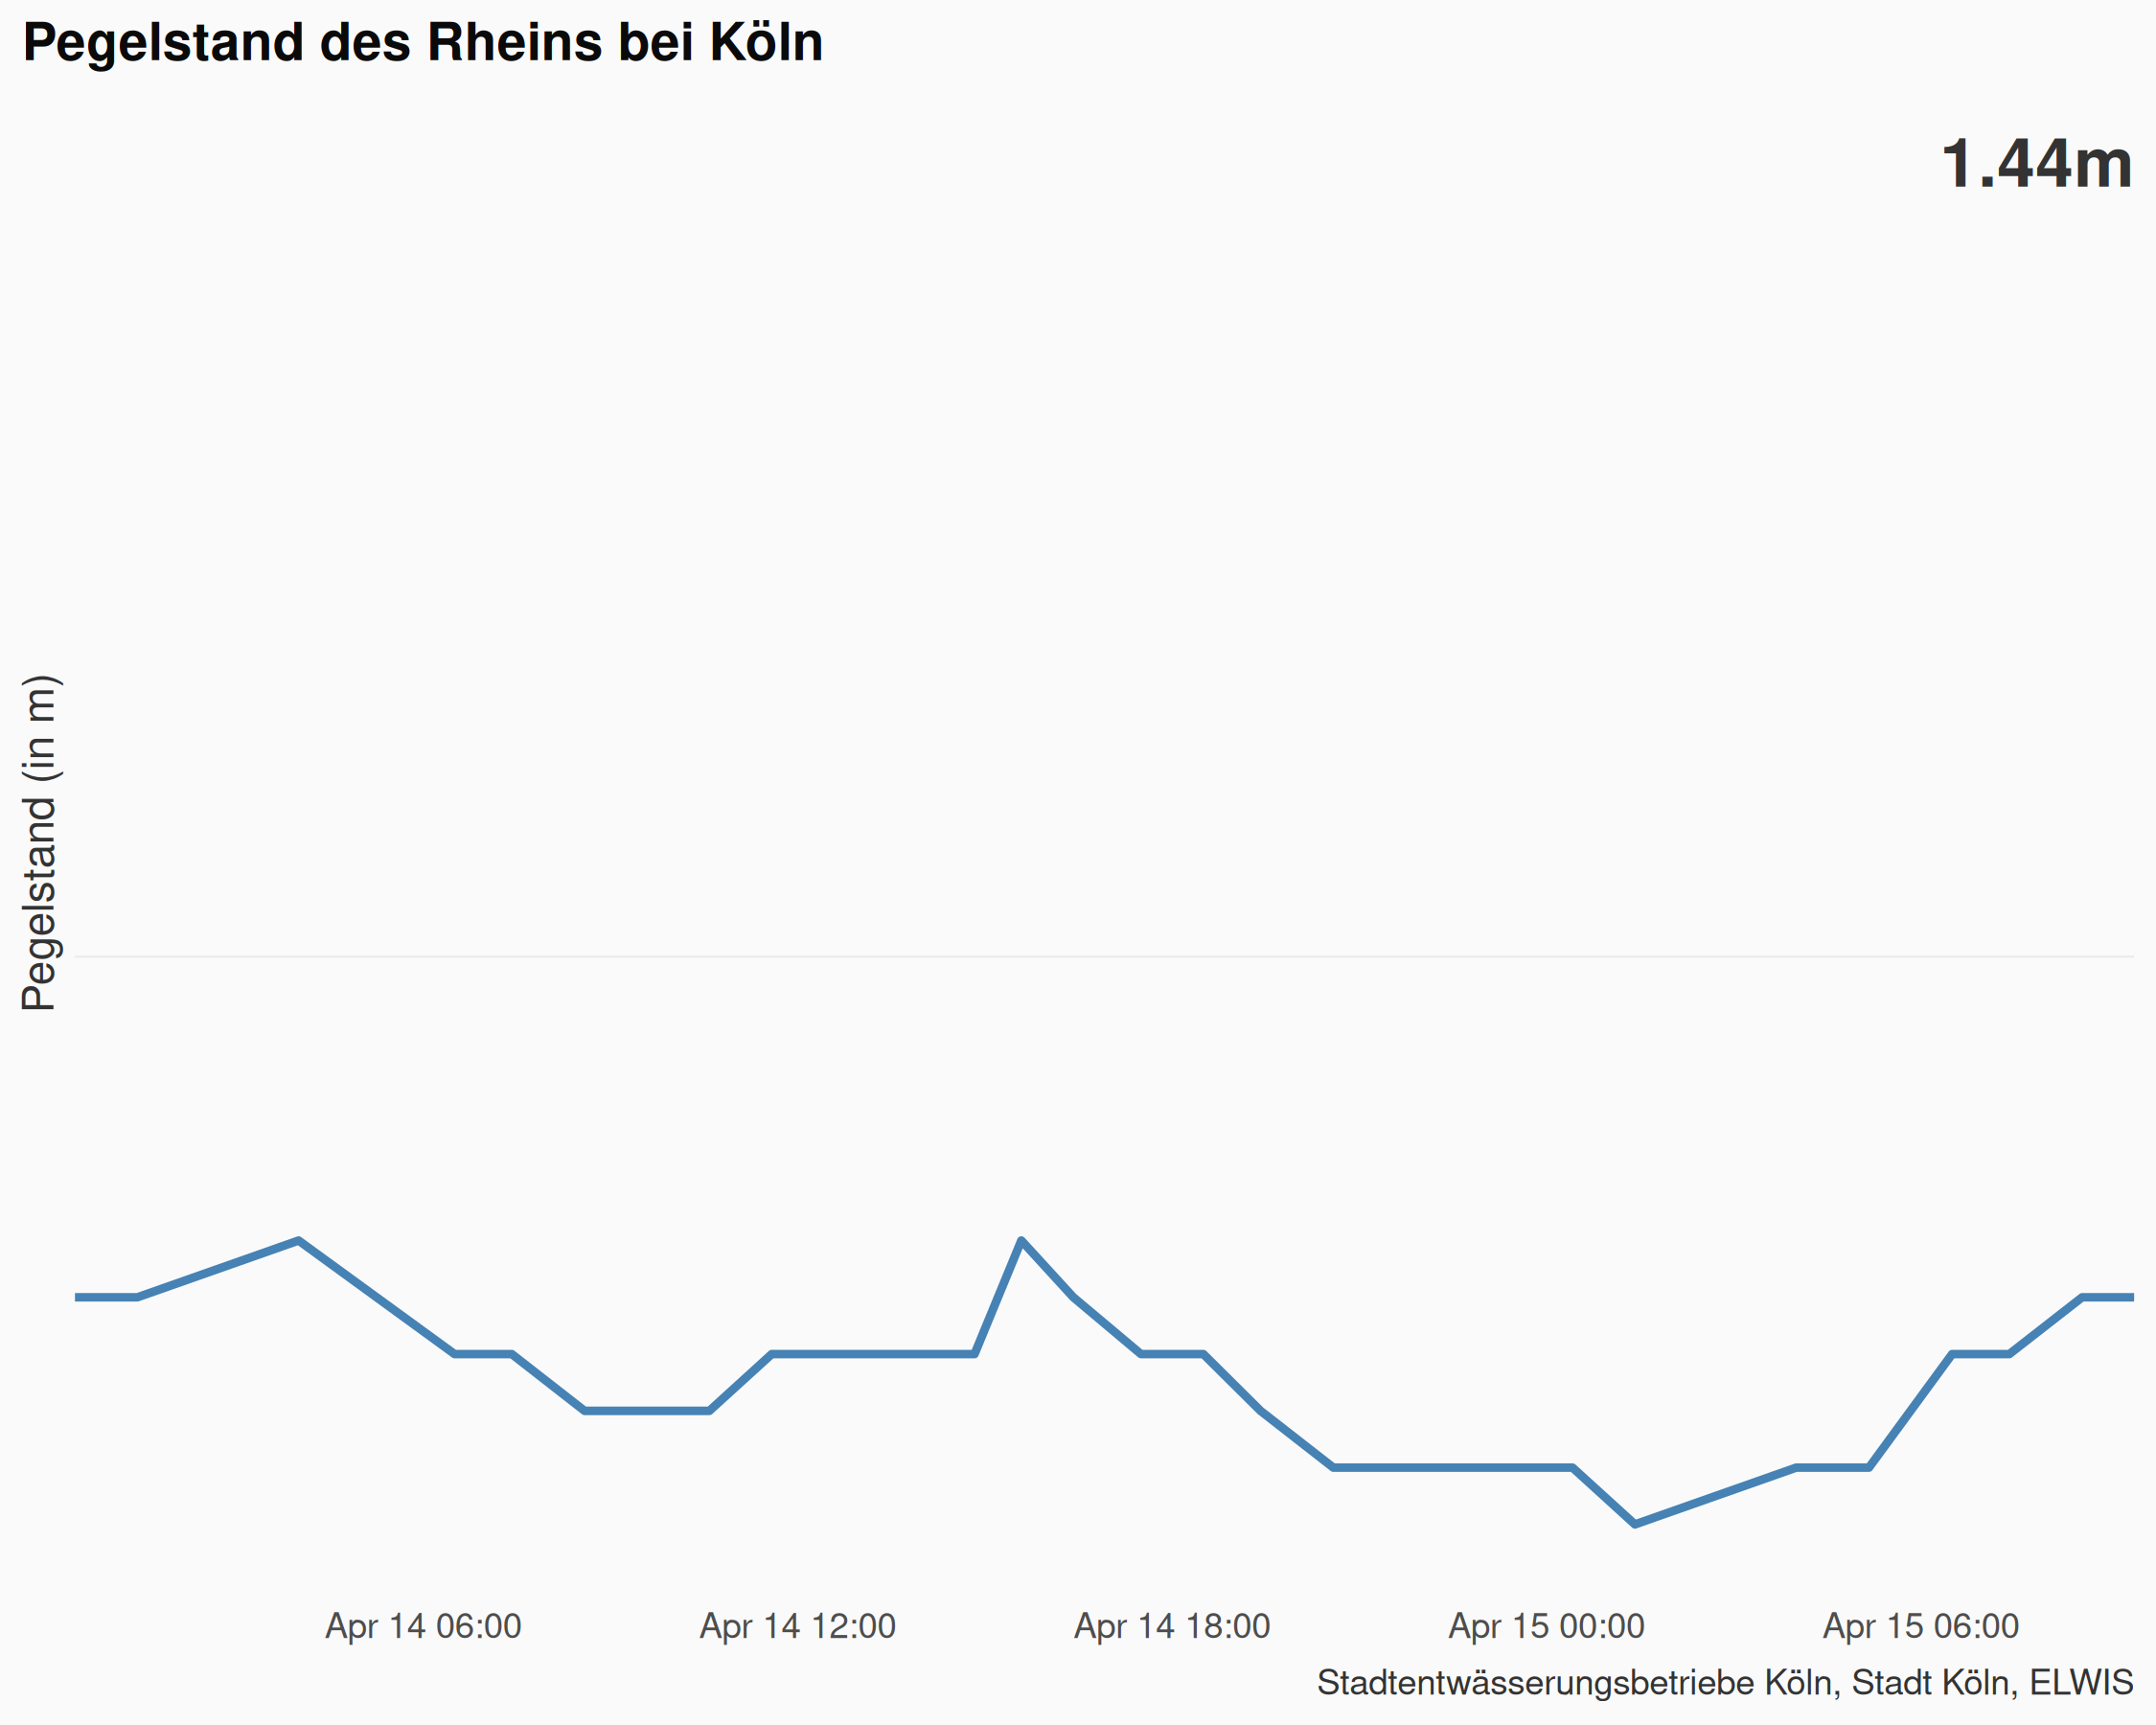 Pegelstand des Rheins bei Köln
1.44m
Pegelstand (in m)
Apr 14 06:00
Apr 14 12:00
Apr 14 18:00
Apr 15 00:00
Apr 15 06:00
Stadtentwässerungsbetriebe Köln, Stadt Köln, ELWIS